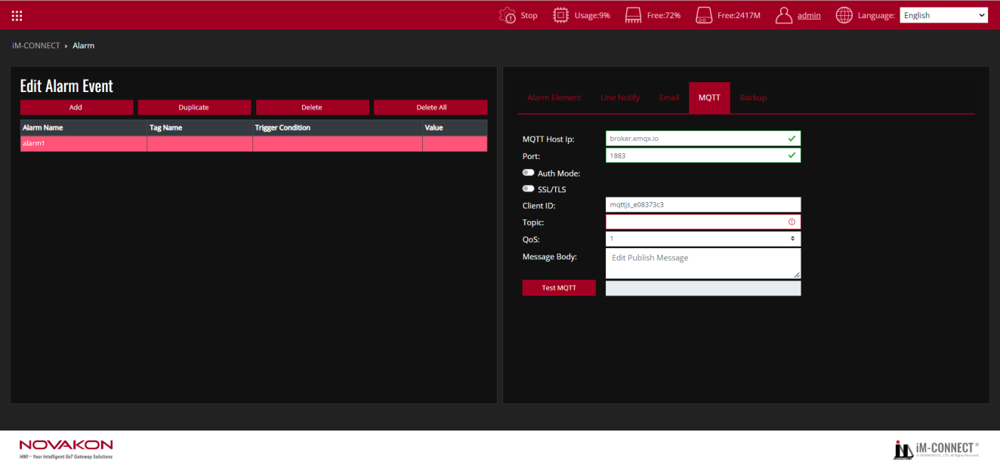 Stop Usage:9% Free:72% Free:2417M admin Language: English
iM-CONNECT ▸ Alarm
Edit Alarm Event
Add Duplicate Delete Delete All
Alarm Name Tag Name Trigger Condition Value
alarm1
Alarm Element Line Notify Email MQTT Backup
MQTT Host Ip: broker.emqx.io
Port: 1883
Auth Mode:
SSL/TLS
Client ID: mqttjs_e08373c3
Topic:
QoS: 1
Message Body: Edit Publish Message
Test MQTT
NOVAKON
HMI—Your Intelligent IIoT Gateway Solutions
iM-CONNECT®
© NOVAKON CO., LTD. All Rights Reserved.